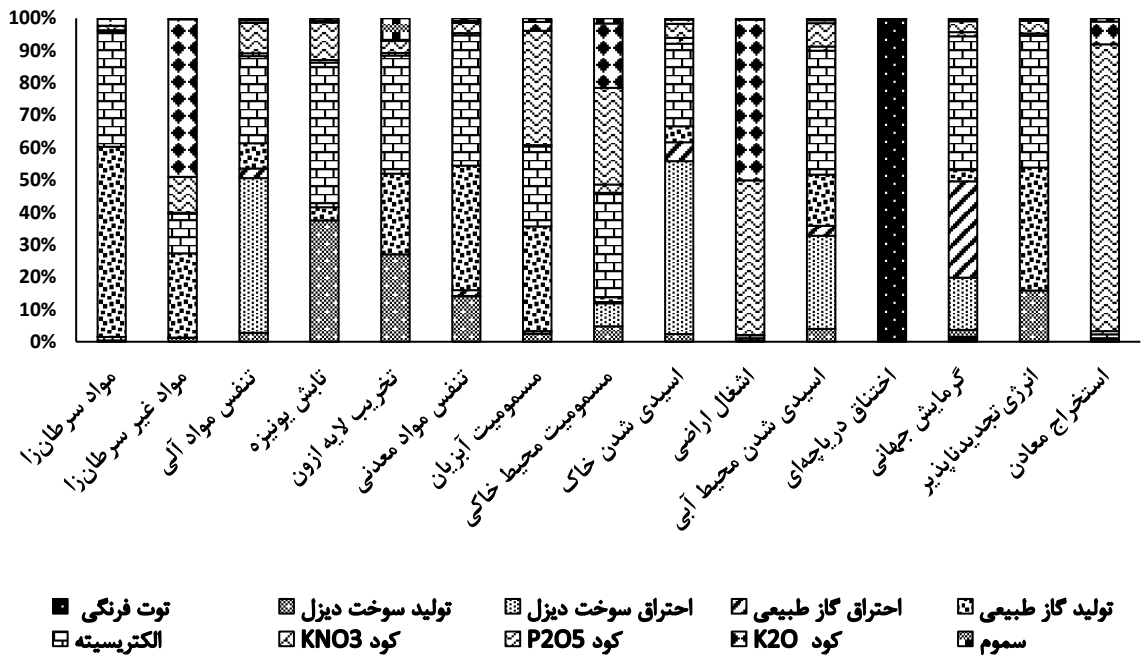 100%
90%
80%
70%
60%
50%
40%
30%
20%
10%
0%
مواد سرطان‌زا
مواد غیر سرطان‌زا
تنفس مواد آلی
تابش یونیزه
تخریب لایه ازون
تنفس مواد معدنی
مسمومیت آبزیان
مسمومیت محیط خاکی
اسیدی شدن خاک
اشغال اراضی
اسیدی شدن محیط آبی
اختناق دریاچه‌ای
گرمایش جهانی
انرژی تجدیدناپذیر
استخراج معادن
توت فرنگی
تولید سوخت دیزل
احتراق سوخت دیزل
احتراق گاز طبیعی
تولید گاز طبیعی
الکتریسیته
کود KNO3
کود P2O5
کود K2O
سموم